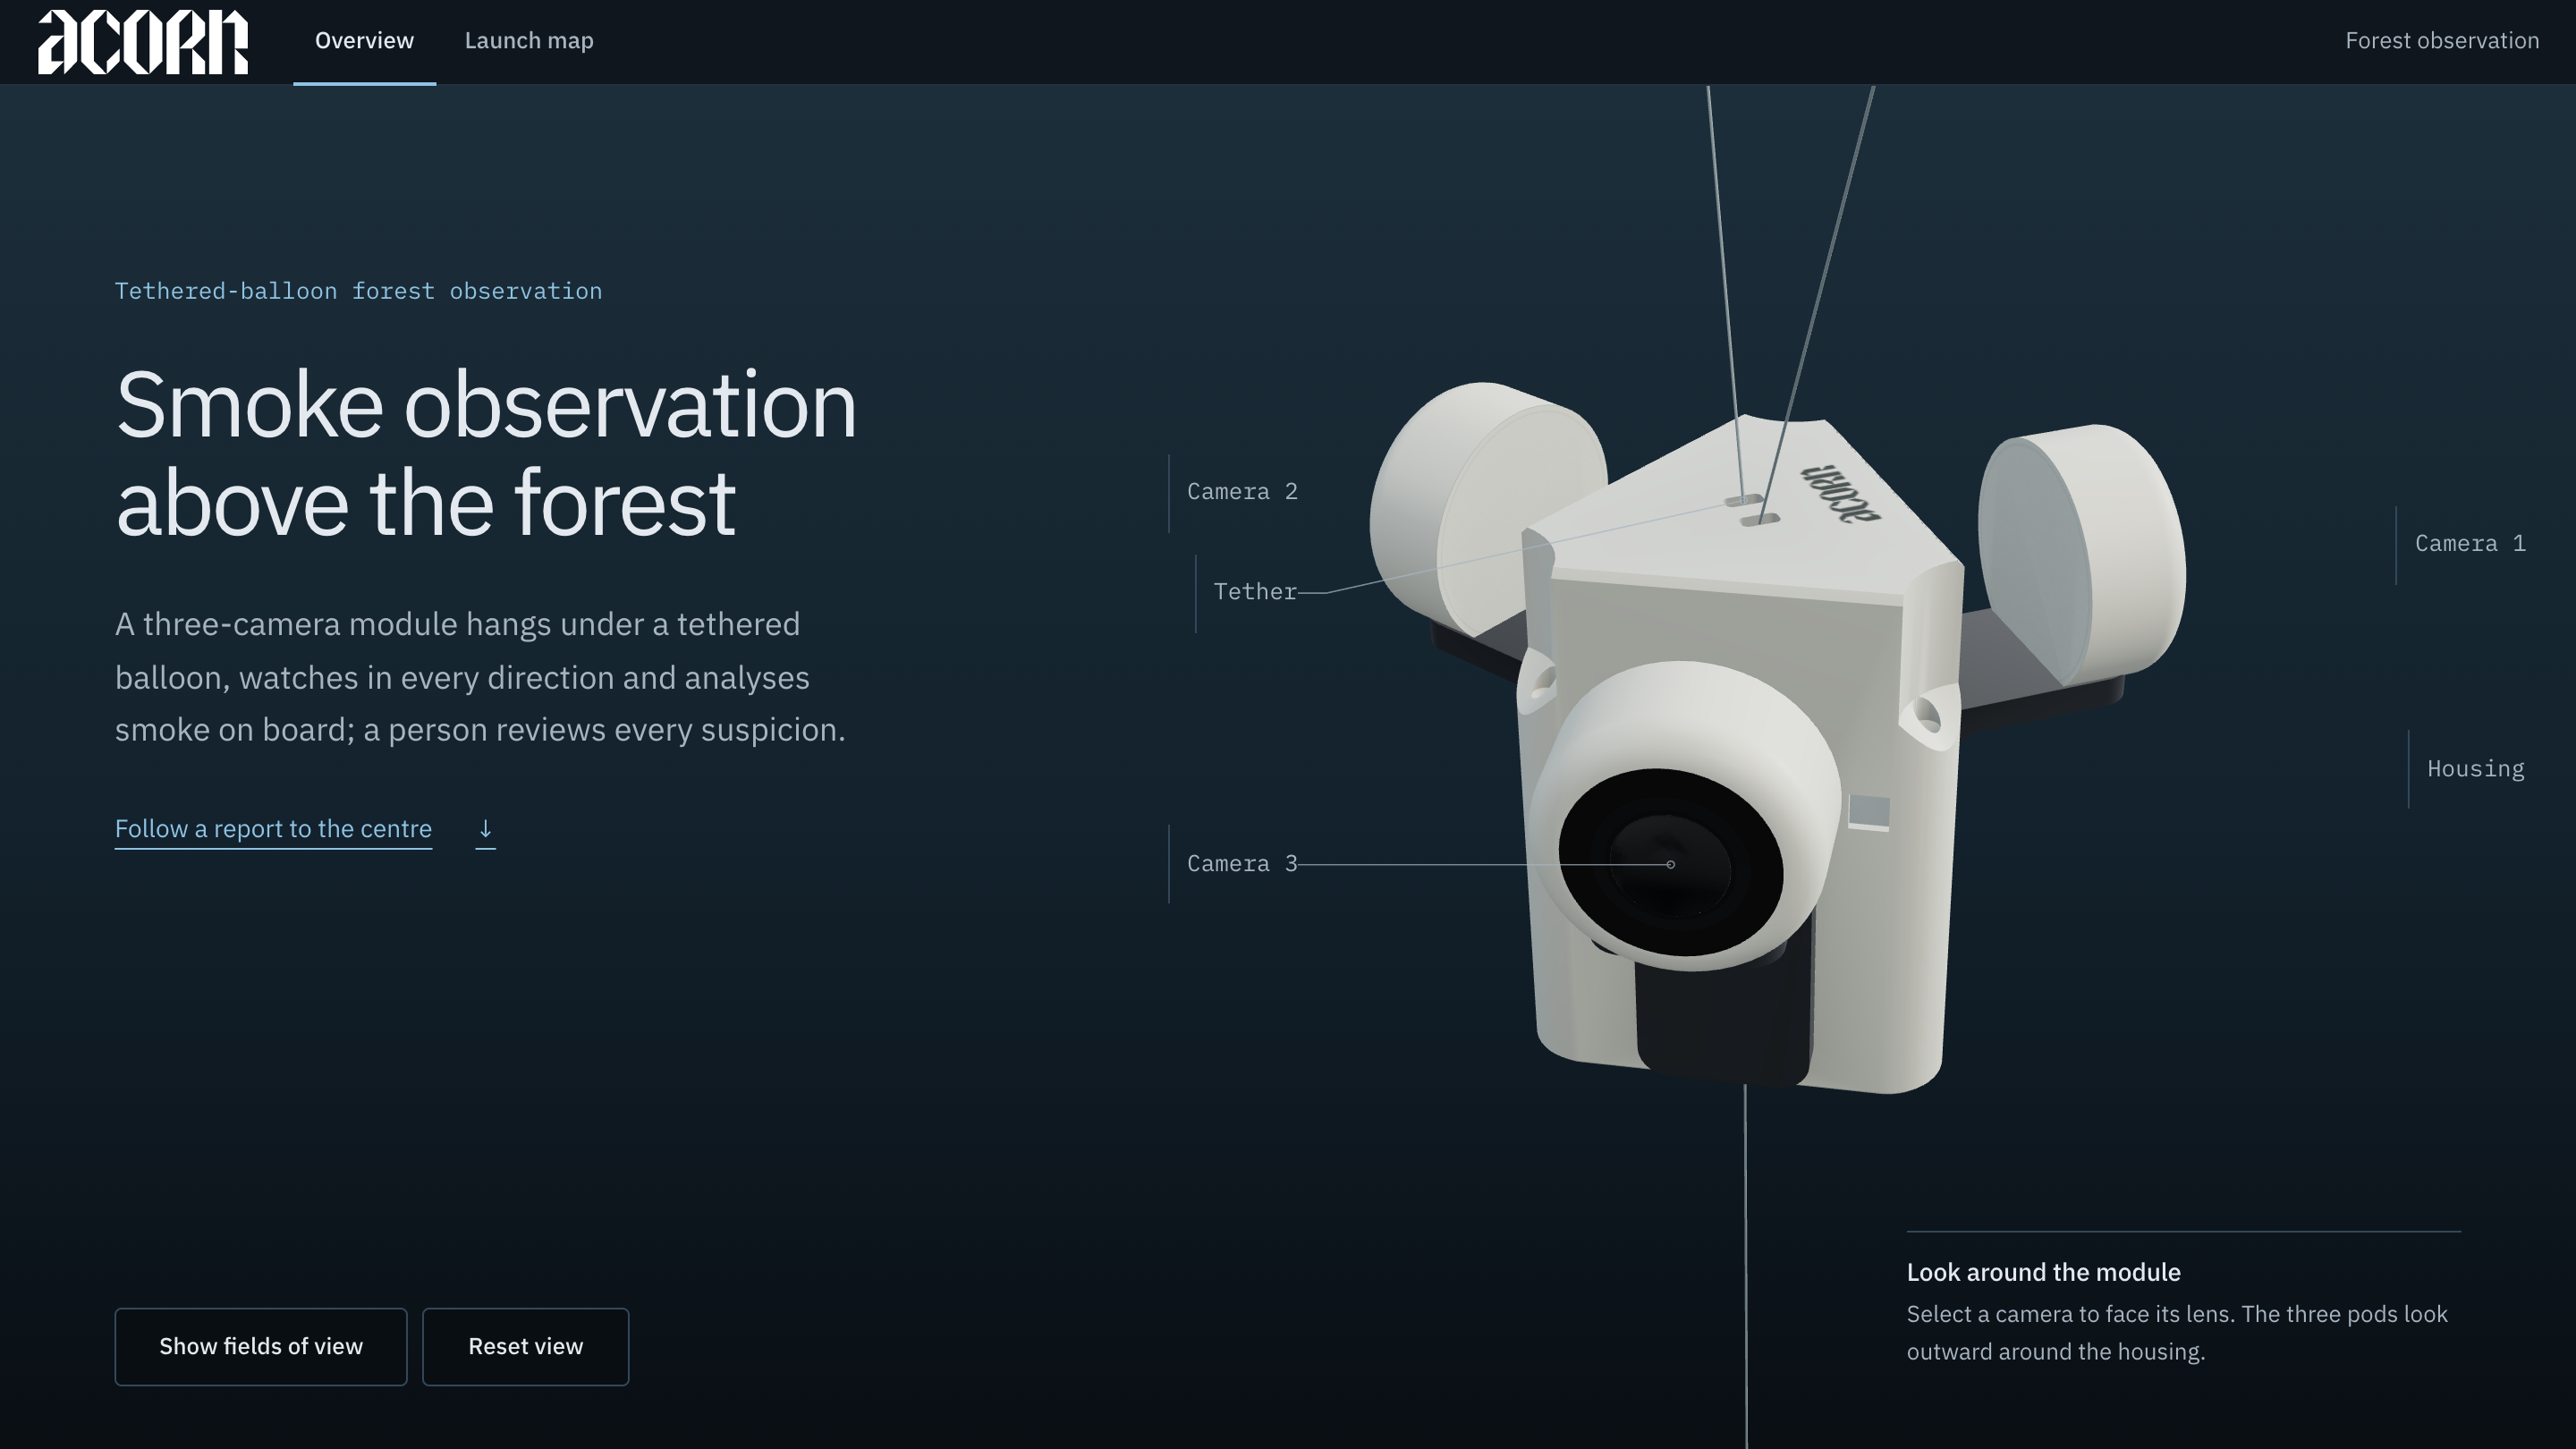 acorn
Overview
Launch map
Forest observation
Tethered-balloon forest observation
Smoke observation
above the forest
A three-camera module hangs under a tethered
balloon, watches in every direction and analyses
smoke on board; a person reviews every suspicion.
Follow a report to the centre ↓
Camera 2
Tether
Camera 3
acorn
Camera 1
Housing
Show fields of view
Reset view
Look around the module
Select a camera to face its lens. The three pods look
outward around the housing.